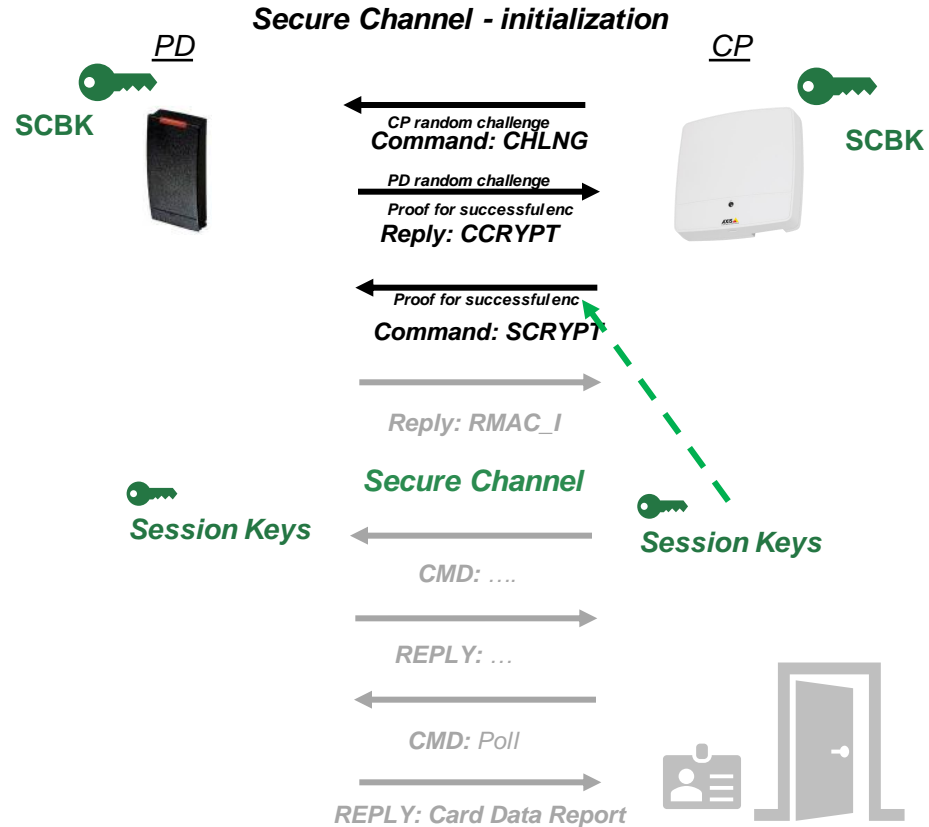 Secure Channel - initialization
PD
CP
SCBK
SCBK
CP random challenge
Command: CHLNG
PD random challenge
Proof for successful enc
Reply: CCRYPT
AXIS
Proof for successful enc
Command: SCRYPT
Reply: RMAC_I
Secure Channel
Session Keys
Session Keys
CMD: ....
REPLY: ...
CMD: Poll
REPLY: Card Data Report